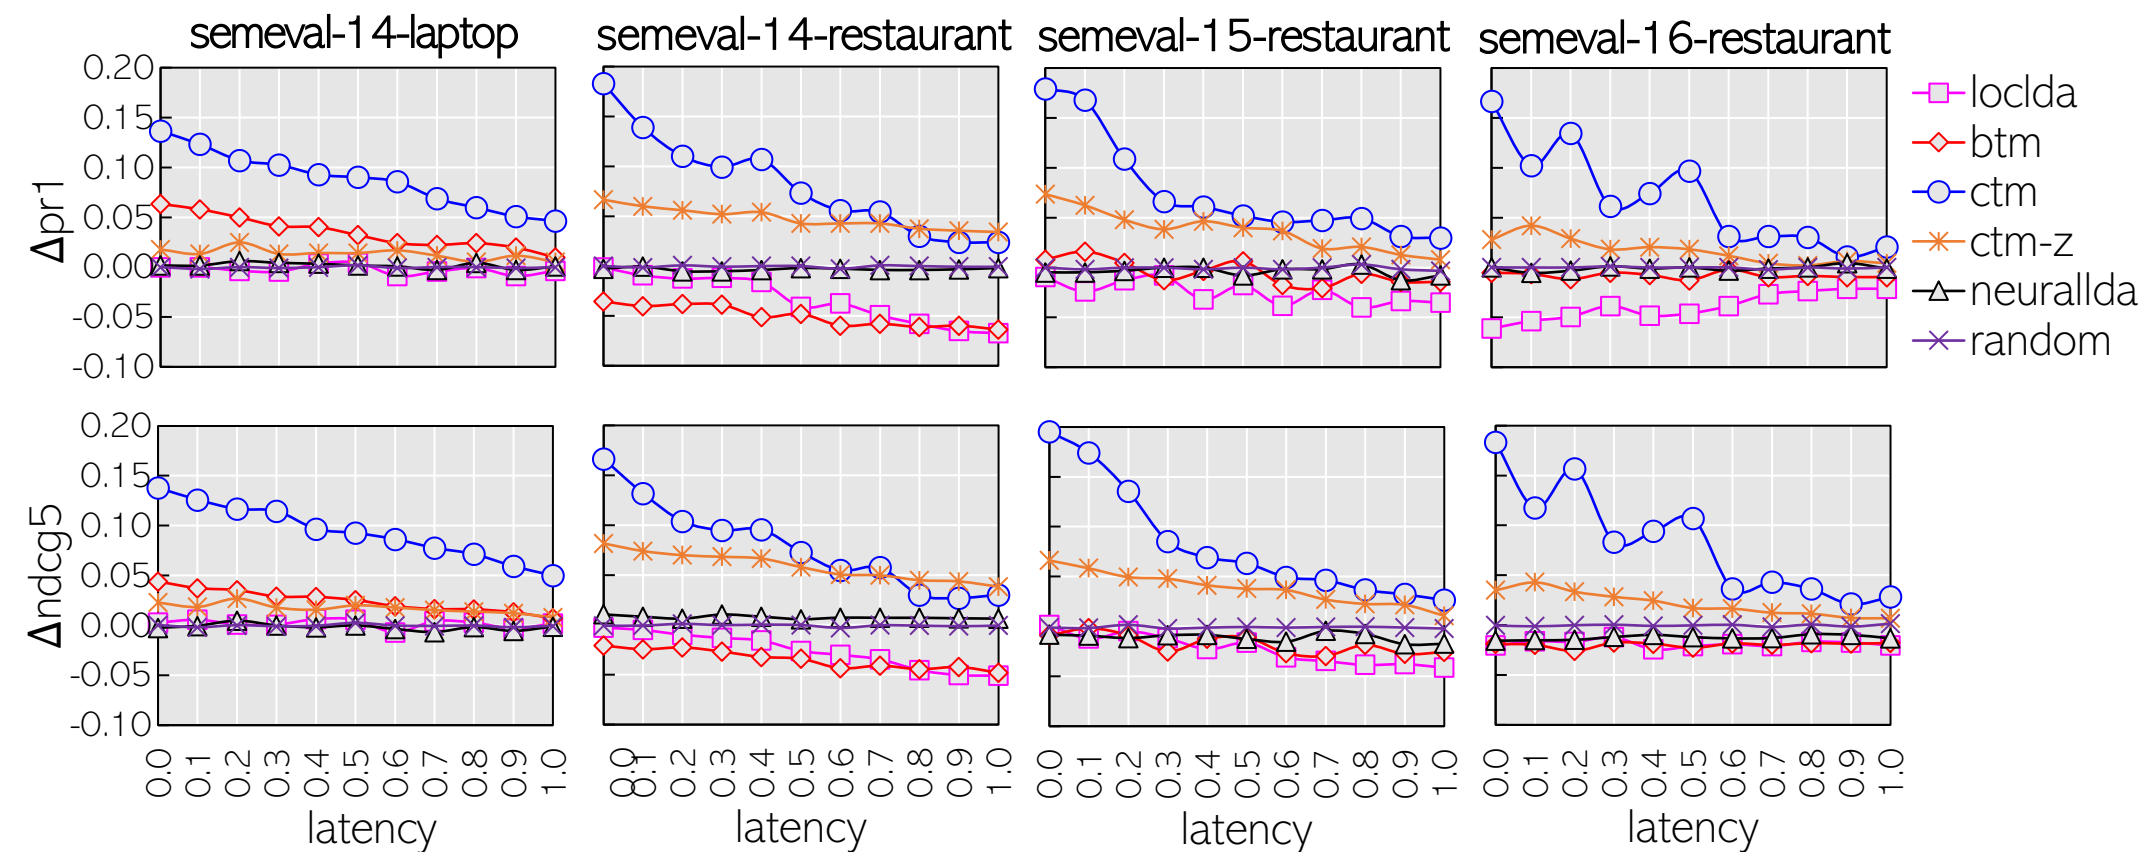 semeval-14-laptop semeval-14-restaurant semeval-15-restaurant semeval-16-restaurant
Δpr1
0.20
0.15
0.10
0.05
0.00
-0.05
-0.10
loclda
btm
ctm
ctm-z
neurallda
random
Δndcg5
0.20
0.15
0.10
0.05
0.00
-0.05
-0.10
0.0 0.1 0.2 0.3 0.4 0.5 0.6 0.7 0.8 0.9 1.0
0.0 0.1 0.2 0.3 0.4 0.5 0.6 0.7 0.8 0.9 1.0
0.0 0.1 0.2 0.3 0.4 0.5 0.6 0.7 0.8 0.9 1.0
0.0 0.1 0.2 0.3 0.4 0.5 0.6 0.7 0.8 0.9 1.0
latency latency latency latency